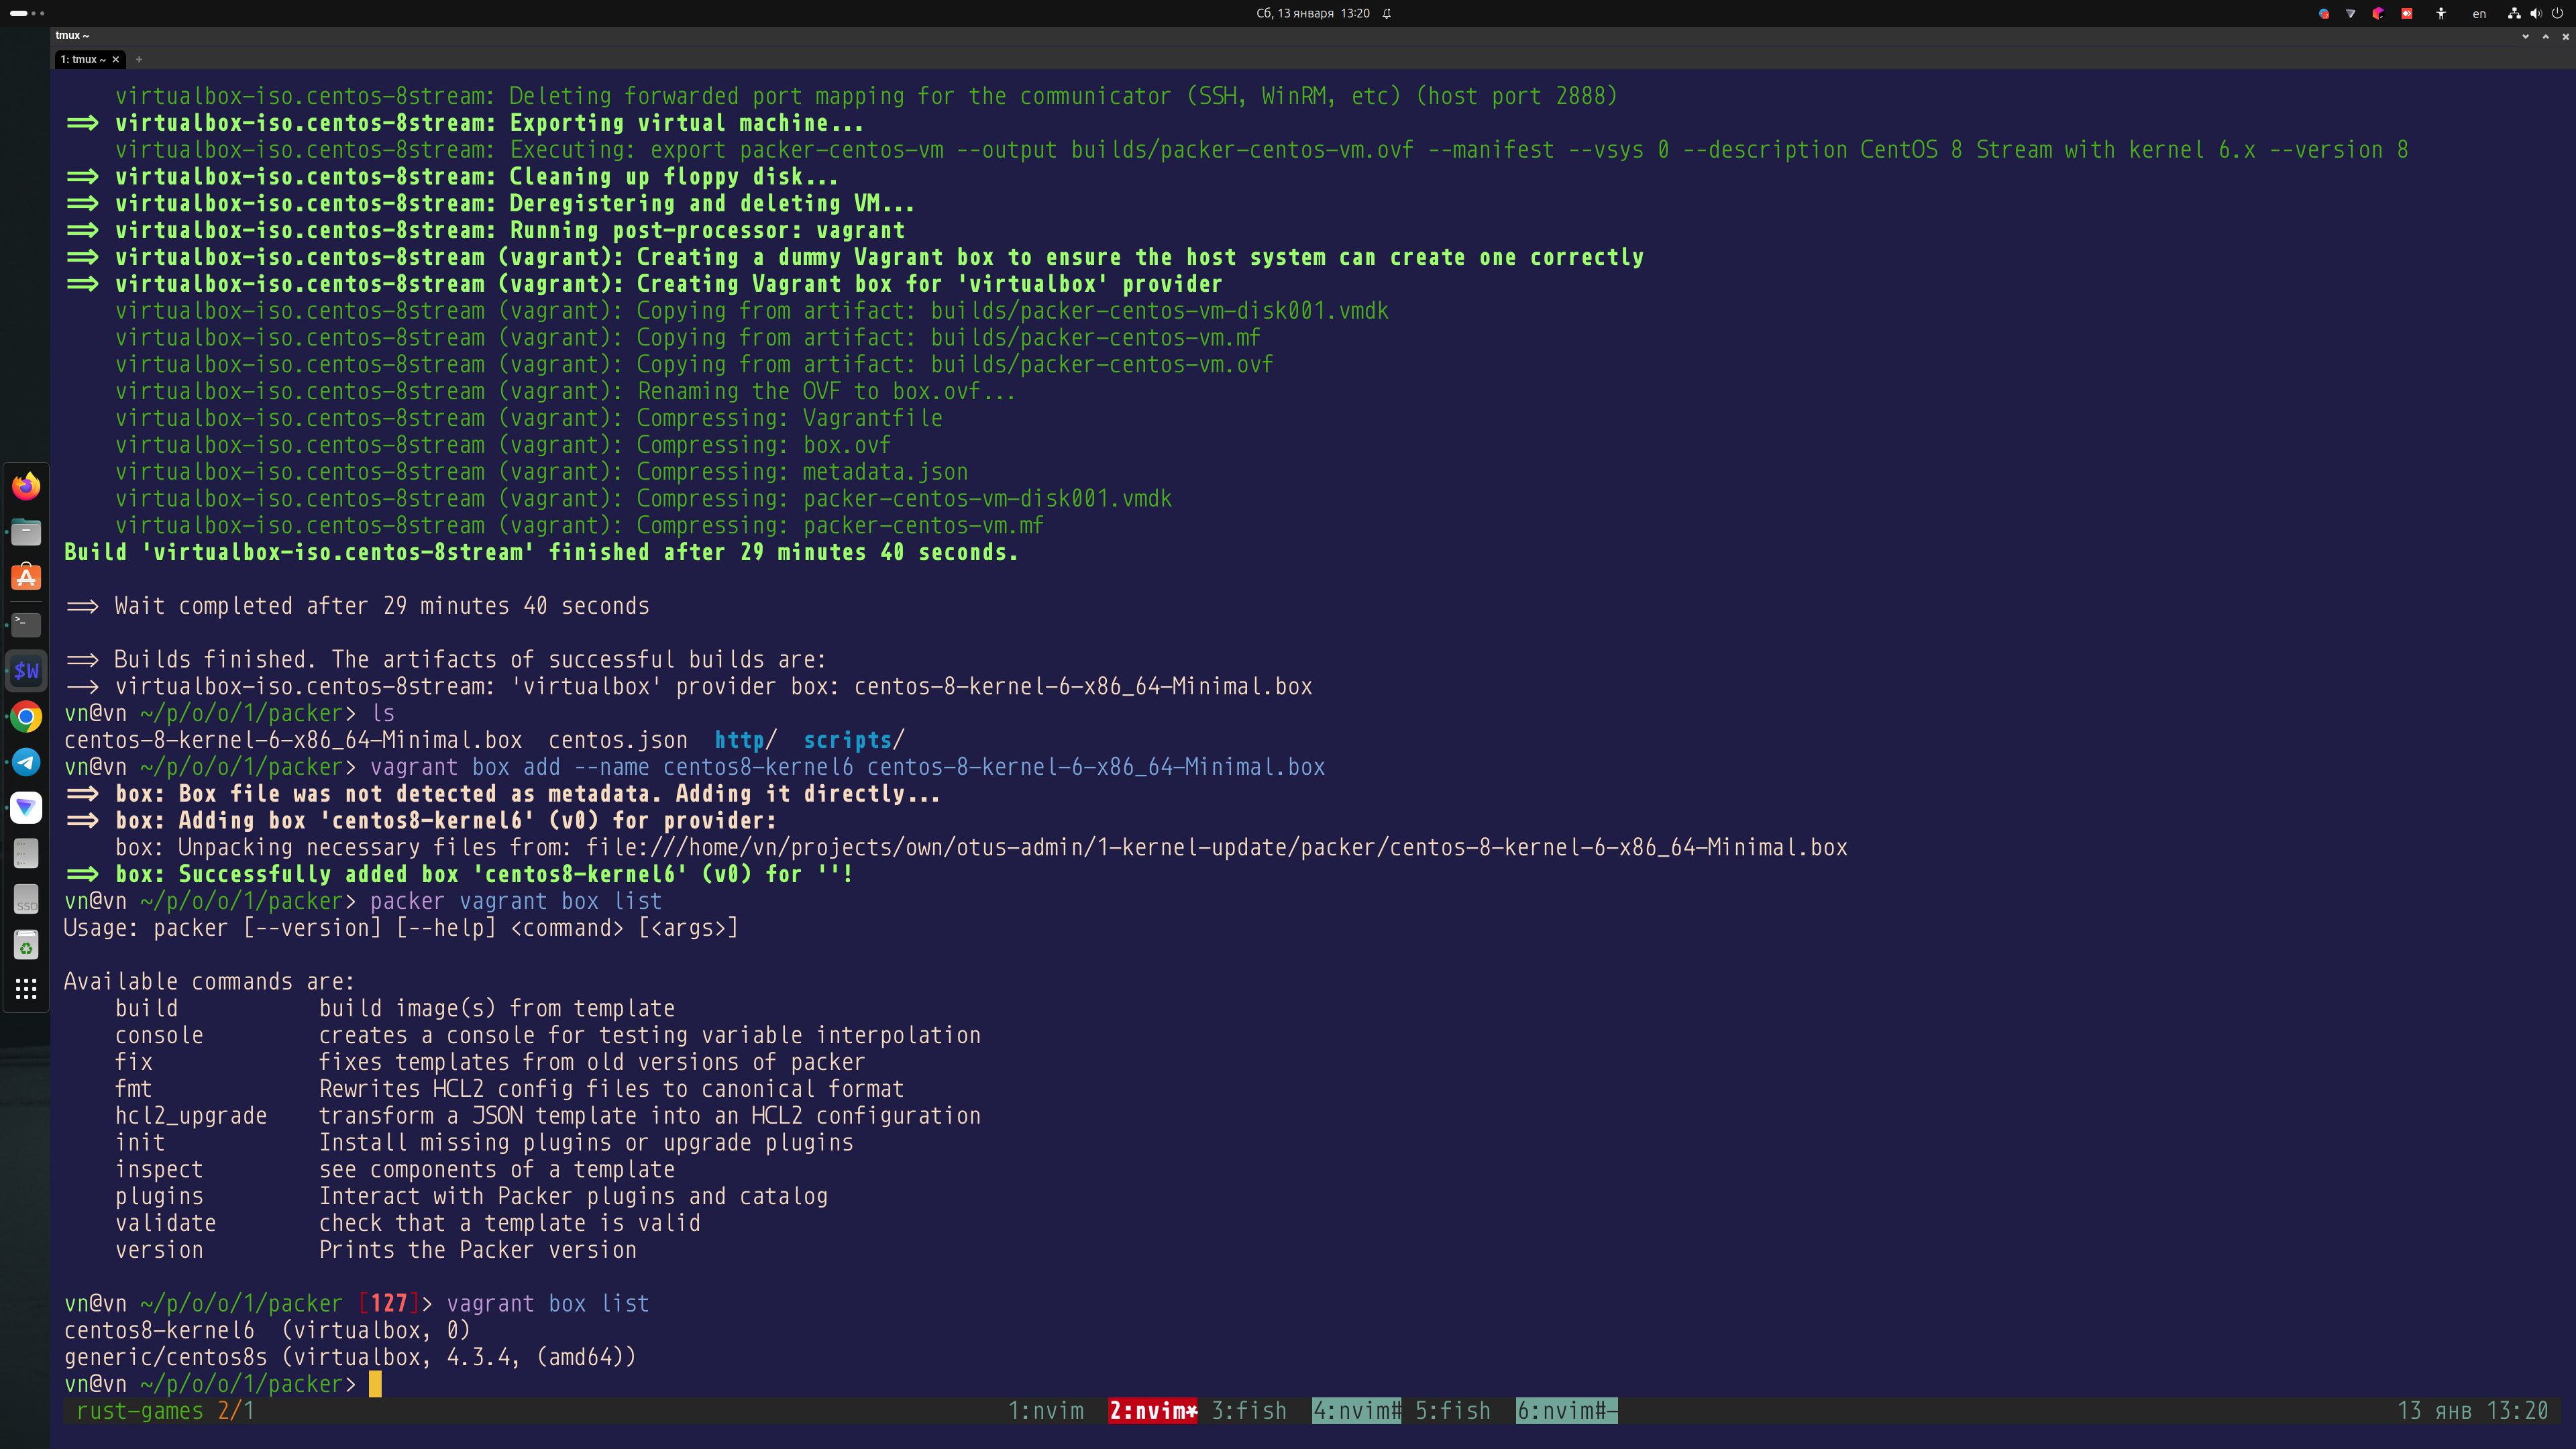 Сб, 13 января 13:20
en
tmux ~
1: tmux ~ × +
virtualbox-iso.centos-8stream: Deleting forwarded port mapping for the communicator (SSH, WinRM, etc) (host port 2888)
==> virtualbox-iso.centos-8stream: Exporting virtual machine...
virtualbox-iso.centos-8stream: Executing: export packer-centos-vm --output builds/packer-centos-vm.ovf --manifest --vsys 0 --description CentOS 8 Stream with kernel 6.x --version 8
==> virtualbox-iso.centos-8stream: Cleaning up floppy disk...
==> virtualbox-iso.centos-8stream: Deregistering and deleting VM...
==> virtualbox-iso.centos-8stream: Running post-processor: vagrant
==> virtualbox-iso.centos-8stream (vagrant): Creating a dummy Vagrant box to ensure the host system can create one correctly
==> virtualbox-iso.centos-8stream (vagrant): Creating Vagrant box for 'virtualbox' provider
virtualbox-iso.centos-8stream (vagrant): Copying from artifact: builds/packer-centos-vm-disk001.vmdk
virtualbox-iso.centos-8stream (vagrant): Copying from artifact: builds/packer-centos-vm.mf
virtualbox-iso.centos-8stream (vagrant): Copying from artifact: builds/packer-centos-vm.ovf
virtualbox-iso.centos-8stream (vagrant): Renaming the OVF to box.ovf...
virtualbox-iso.centos-8stream (vagrant): Compressing: Vagrantfile
virtualbox-iso.centos-8stream (vagrant): Compressing: box.ovf
virtualbox-iso.centos-8stream (vagrant): Compressing: metadata.json
virtualbox-iso.centos-8stream (vagrant): Compressing: packer-centos-vm-disk001.vmdk
virtualbox-iso.centos-8stream (vagrant): Compressing: packer-centos-vm.mf
Build 'virtualbox-iso.centos-8stream' finished after 29 minutes 40 seconds.
==> Wait completed after 29 minutes 40 seconds
==> Builds finished. The artifacts of successful builds are:
--> virtualbox-iso.centos-8stream: 'virtualbox' provider box: centos-8-kernel-6-x86_64-Minimal.box
vn@vn ~/p/o/o/1/packer> ls
centos-8-kernel-6-x86_64-Minimal.box centos.json http/ scripts/
vn@vn ~/p/o/o/1/packer> vagrant box add --name centos8-kernel6 centos-8-kernel-6-x86_64-Minimal.box
==> box: Box file was not detected as metadata. Adding it directly...
==> box: Adding box 'centos8-kernel6' (v0) for provider:
box: Unpacking necessary files from: file:///home/vn/projects/own/otus-admin/1-kernel-update/packer/centos-8-kernel-6-x86_64-Minimal.box
==> box: Successfully added box 'centos8-kernel6' (v0) for ''!
vn@vn ~/p/o/o/1/packer> packer vagrant box list
Usage: packer [--version] [--help] <command> [<args>]
Available commands are:
build build image(s) from template
console creates a console for testing variable interpolation
fix fixes templates from old versions of packer
fmt Rewrites HCL2 config files to canonical format
hcl2_upgrade transform a JSON template into an HCL2 configuration
init Install missing plugins or upgrade plugins
inspect see components of a template
plugins Interact with Packer plugins and catalog
validate check that a template is valid
version Prints the Packer version
vn@vn ~/p/o/o/1/packer [127]> vagrant box list
centos8-kernel6 (virtualbox, 0)
generic/centos8s (virtualbox, 4.3.4, (amd64))
vn@vn ~/p/o/o/1/packer>
rust-games 2/1 1:nvim 2:nvim* 3:fish 4:nvim# 5:fish 6:nvim#- 13 янв 13:20
$W
SSD